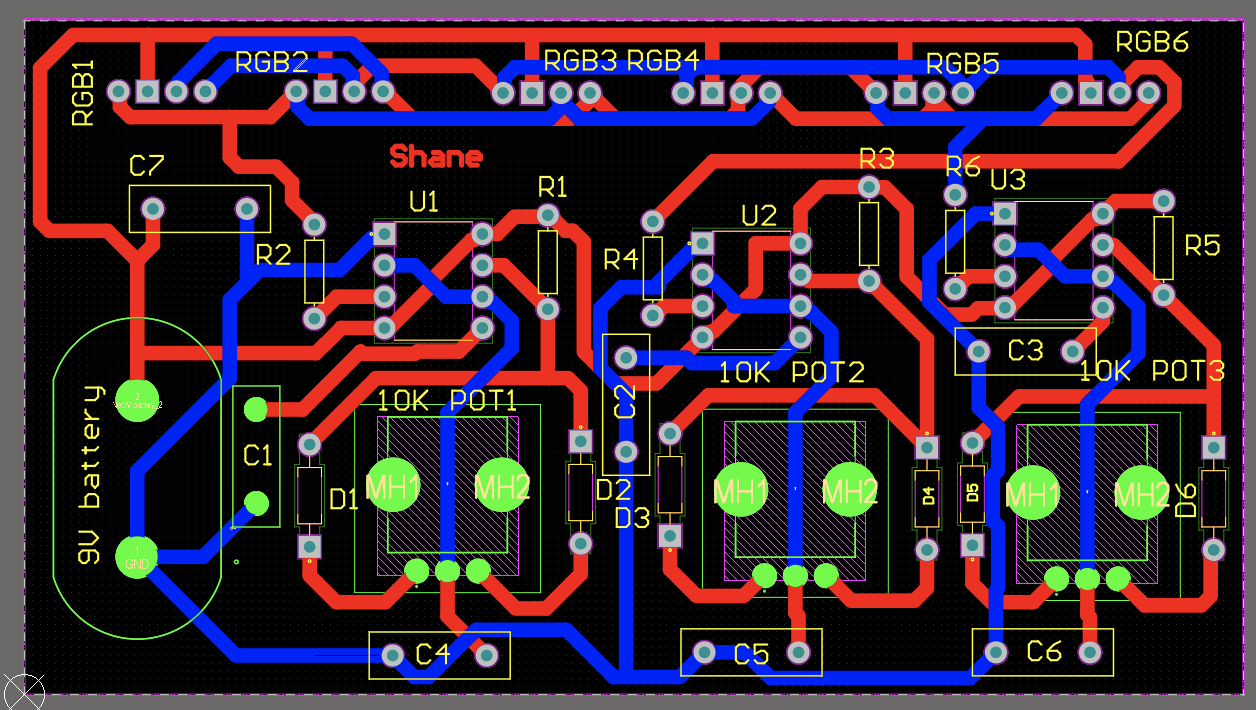 RGB6
RGB1
RGB2
RGB3 RGB4
RGB5
Shane
C7
R3
R6
U3
R1
U1
U2
R2
R4
R5
C3
10K POT2
10K POT3
10K POT1
C2
9V battery
C1
MH1 MH2
MH1 MH2
MH1 MH2
D1
D2
D3
D4
D5
D6
1
GND
2
C4
C5
C6